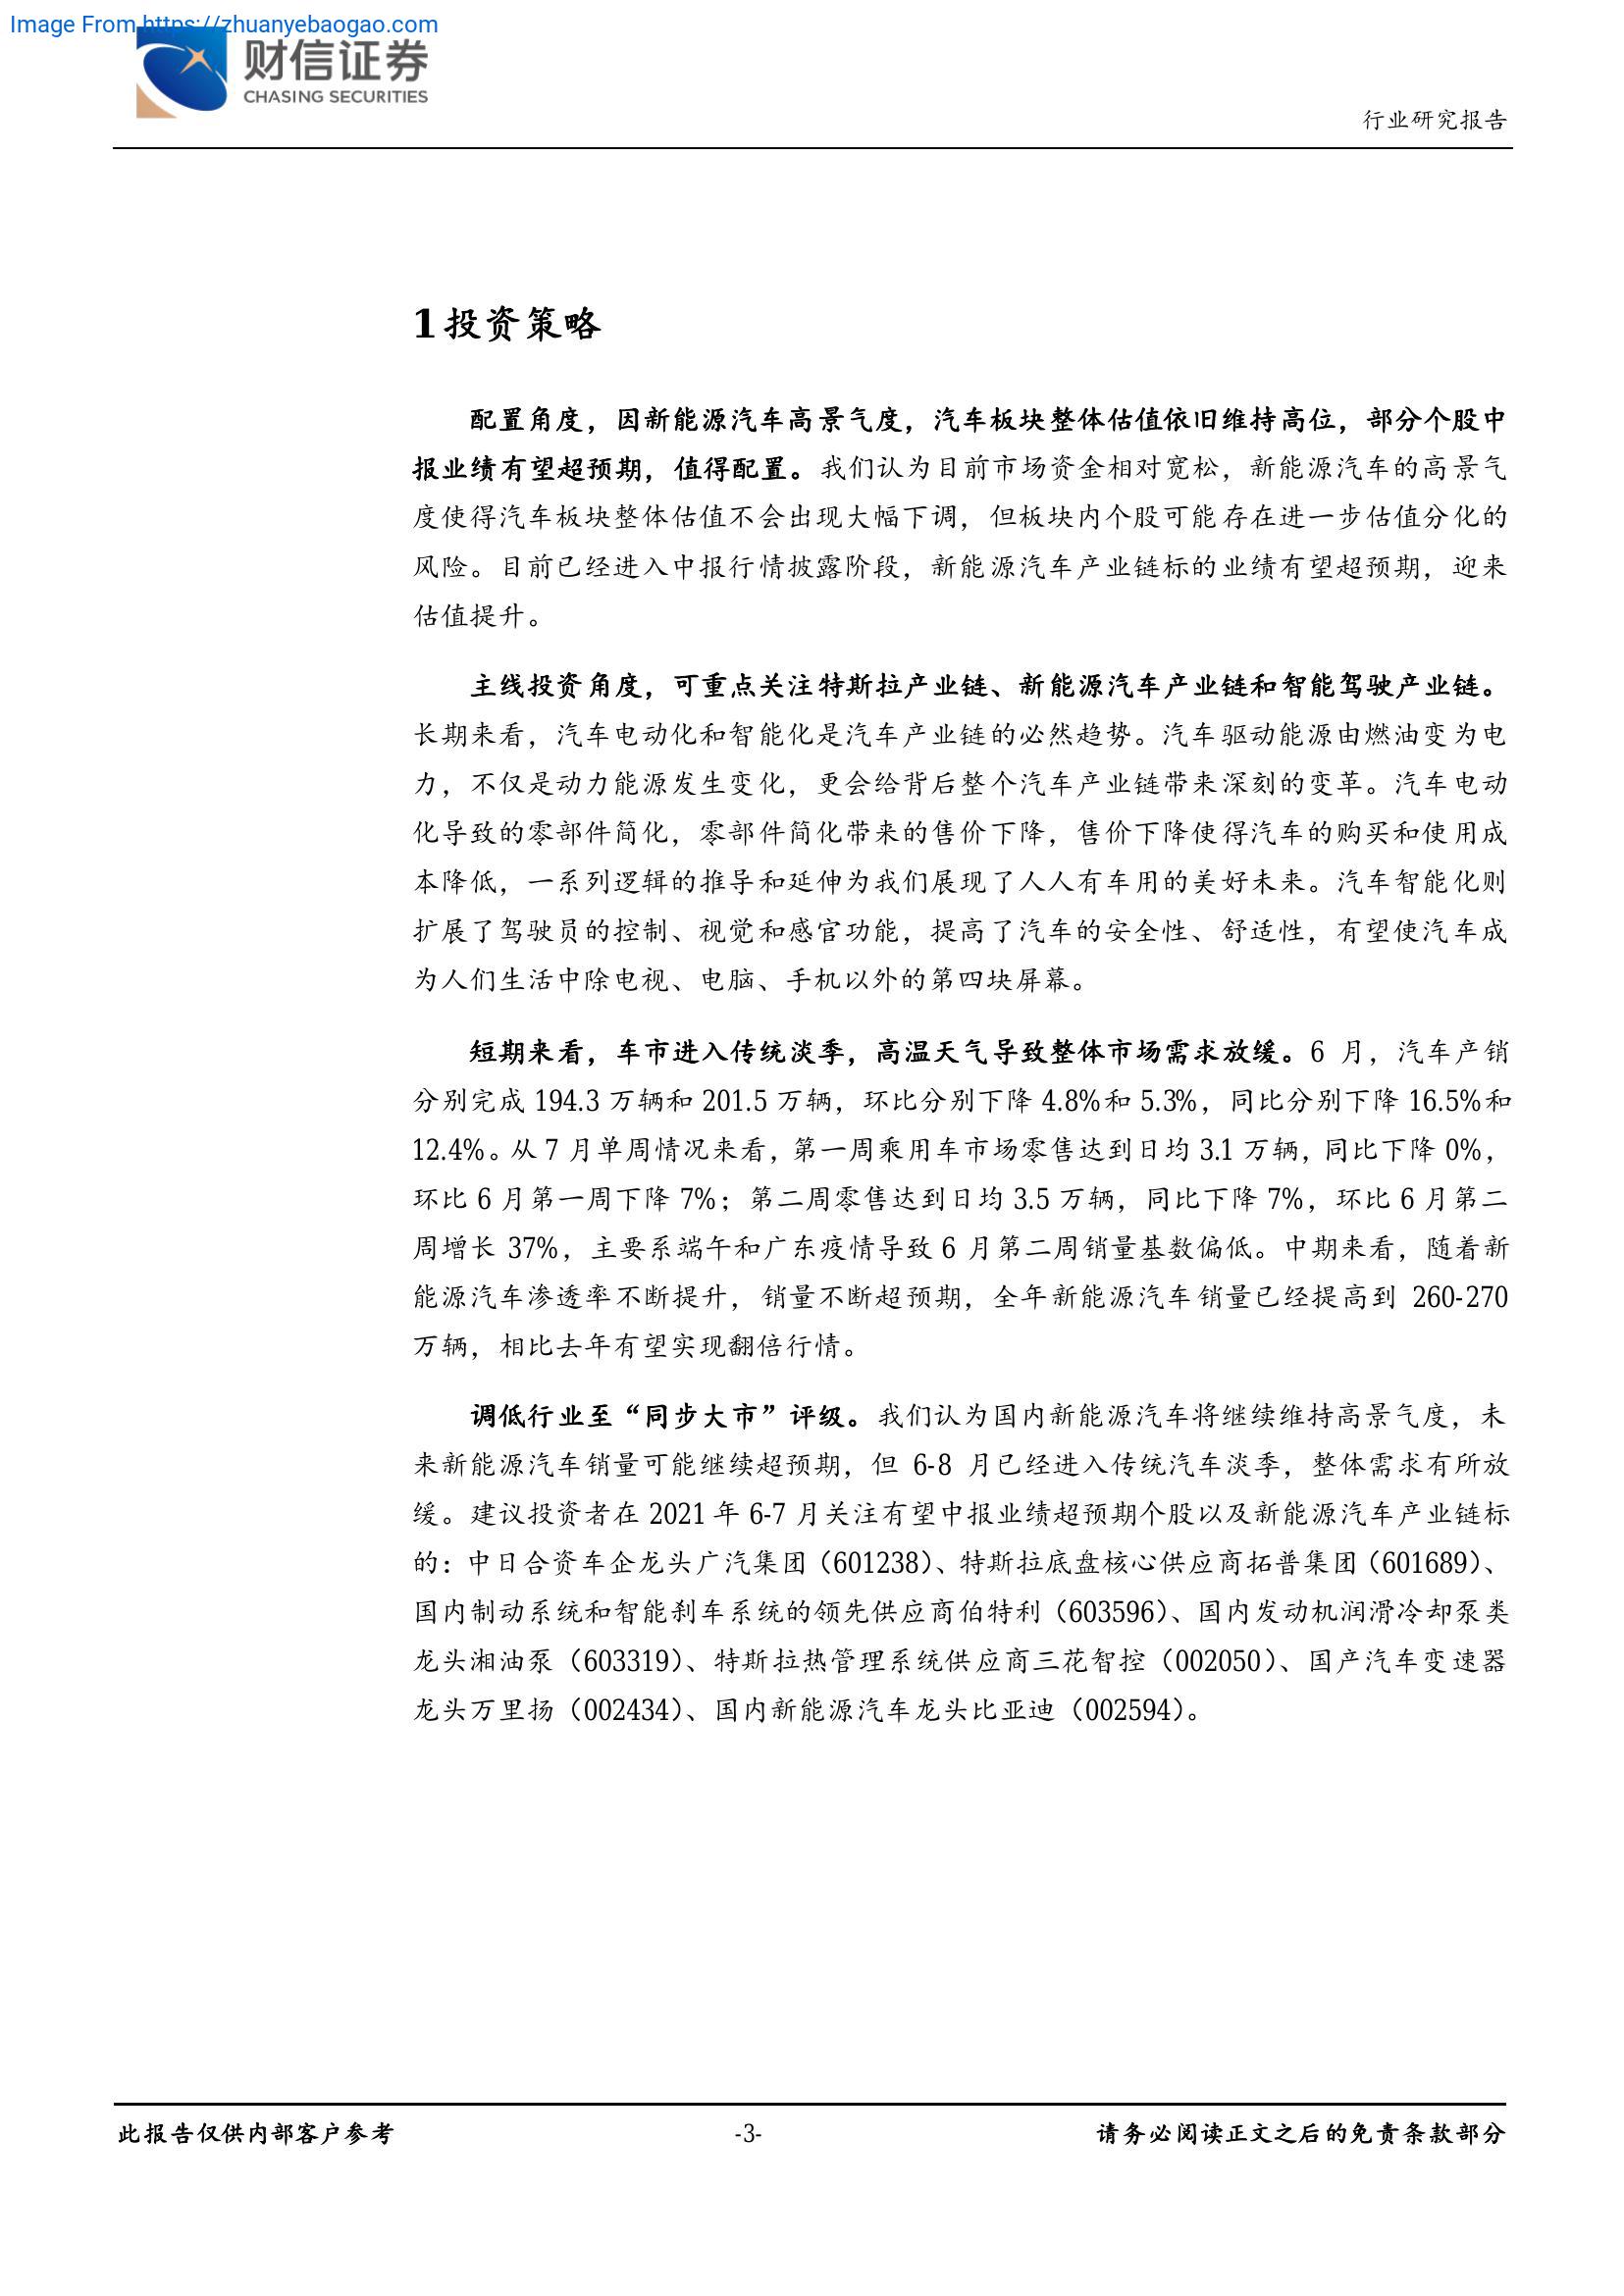 Image From https://zhuanyebaogao.com
财信证券
CHASING SECURITIES
行业研究报告
1 投资策略
配置角度，因新能源汽车高景气度，汽车板块整体估值依旧维持高位，部分个股中
报业绩有望超预期，值得配置。我们认为目前市场资金相对宽松，新能源汽车的高景气
度使得汽车板块整体估值不会出现大幅下调，但板块内个股可能存在进一步估值分化的
风险。目前已经进入中报行情披露阶段，新能源汽车产业链标的业绩有望超预期，迎来
估值提升。
主线投资角度，可重点关注特斯拉产业链、新能源汽车产业链和智能驾驶产业链。
长期来看，汽车电动化和智能化是汽车产业链的必然趋势。汽车驱动能源由燃油变为电
力，不仅是动力能源发生变化，更会给背后整个汽车产业链带来深刻的变革。汽车电动
化导致的零部件简化，零部件简化带来的售价下降，售价下降使得汽车的购买和使用成
本降低，一系列逻辑的推导和延伸为我们展现了人人有车用的美好未来。汽车智能化则
扩展了驾驶员的控制、视觉和感官功能，提高了汽车的安全性、舒适性，有望使汽车成
为人们生活中除电视、电脑、手机以外的第四块屏幕。
短期来看，车市进入传统淡季，高温天气导致整体市场需求放缓。6 月，汽车产销
分别完成 194.3 万辆和 201.5 万辆，环比分别下降 4.8%和 5.3%，同比分别下降 16.5%和
12.4%。从 7 月单周情况来看，第一周乘用车市场零售达到日均 3.1 万辆，同比下降 0%，
环比 6 月第一周下降 7%；第二周零售达到日均 3.5 万辆，同比下降 7%，环比 6 月第二
周增长 37%，主要系端午和广东疫情导致 6 月第二周销量基数偏低。中期来看，随着新
能源汽车渗透率不断提升，销量不断超预期，全年新能源汽车销量已经提高到 260-270
万辆，相比去年有望实现翻倍行情。
调低行业至“同步大市”评级。我们认为国内新能源汽车将继续维持高景气度，未
来新能源汽车销量可能继续超预期，但 6-8 月已经进入传统汽车淡季，整体需求有所放
缓。建议投资者在 2021 年 6-7 月关注有望中报业绩超预期个股以及新能源汽车产业链标
的：中日合资车企龙头广汽集团（601238）、特斯拉底盘核心供应商拓普集团（601689）、
国内制动系统和智能刹车系统的领先供应商伯特利（603596）、国内发动机润滑冷却泵类
龙头湘油泵（603319）、特斯拉热管理系统供应商三花智控（002050）、国产汽车变速器
龙头万里扬（002434）、国内新能源汽车龙头比亚迪（002594）。
此报告仅供内部客户参考
-3-
请务必阅读正文之后的免责条款部分